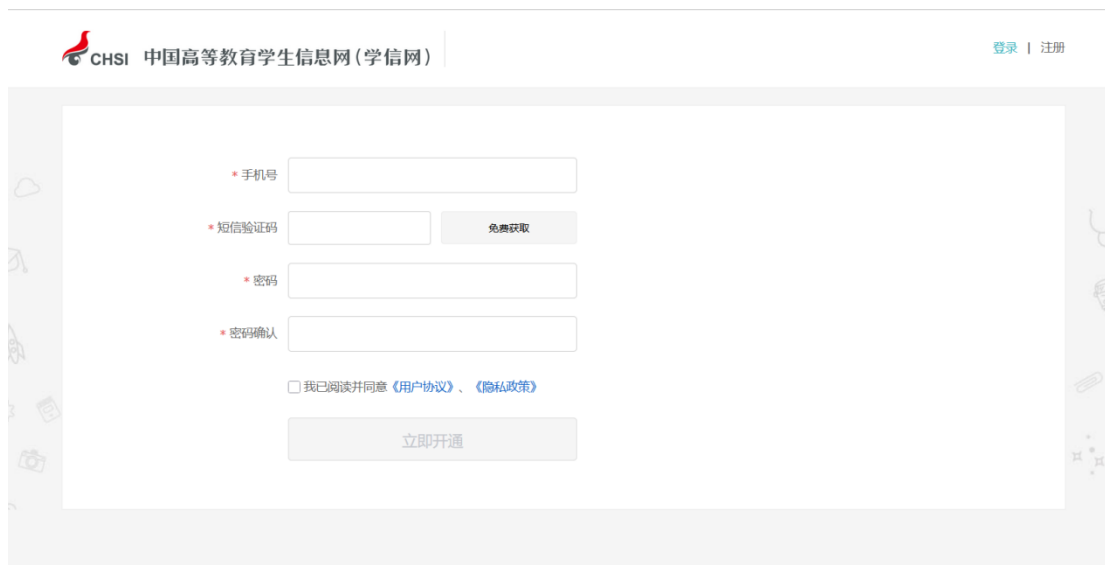 CHSI 中国高等教育学生信息网(学信网)
登录 | 注册
* 手机号
* 短信验证码 免费获取
* 密码
* 密码确认
我已阅读并同意《用户协议》、《隐私政策》
立即开通